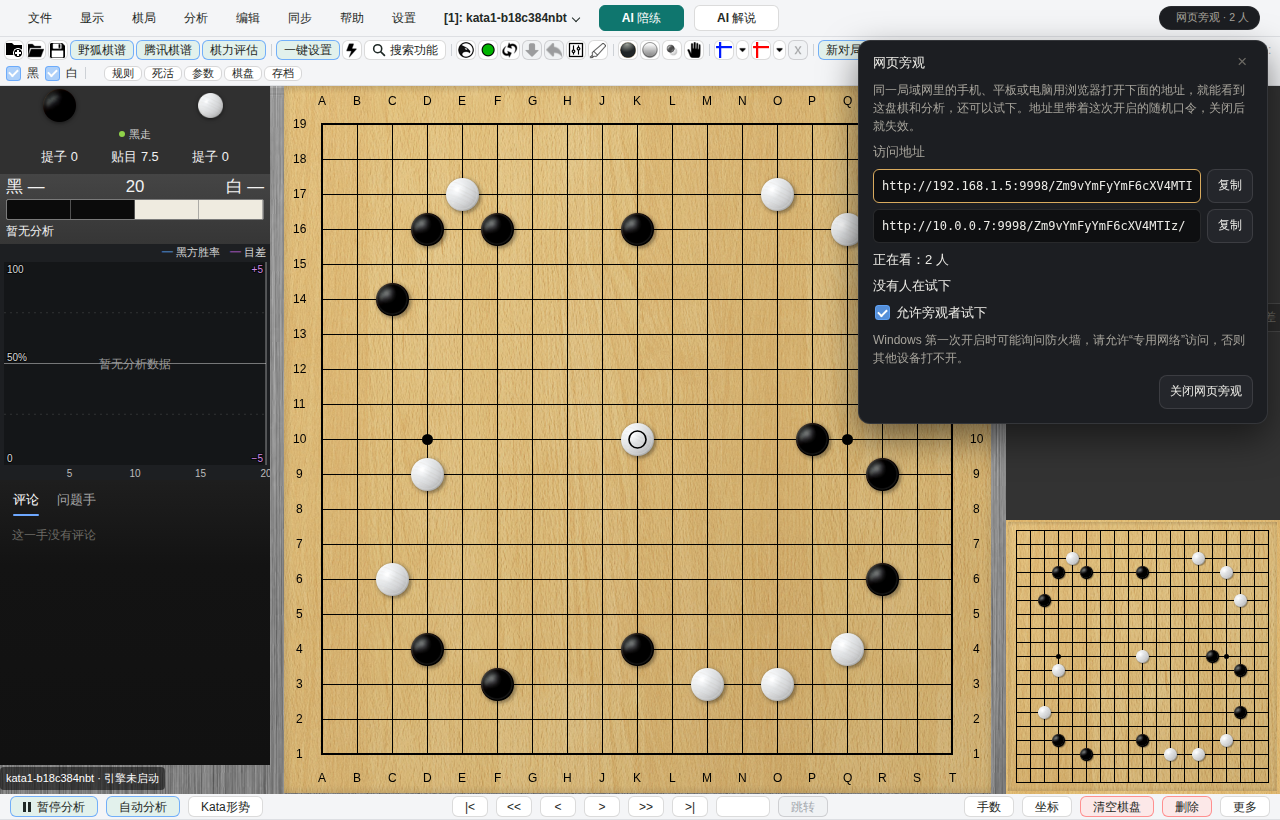 文件 显示 棋局 分析 编辑 同步 帮助 设置 [1]: kata1-b18c384nbt AI 陪练 AI 解说 网页旁观 · 2 人
野狐棋谱 腾讯棋谱 棋力评估 一键设置 搜索功能 X 新对局
黑 白 规则 死活 参数 棋盘 存档
黑走
提子 0 贴目 7.5 提子 0
黑 — 20 白 —
暂无分析
黑方胜率 目差
100 +5
50%
暂无分析数据
0 −5
5 10 15 20
评论 问题手
这一手没有评论
kata1-b18c384nbt · 引擎未启动
A B C D E F G H J K L M N O P Q
19
18
17
16
15
14
13
12
11
10 10
9 9
8 8
7 7
6 6
5 5
4 4
3 3
2 2
1 1
A B C D E F G H J K L M N O P Q R S T
网页旁观 ×
同一局域网里的手机、平板或电脑用浏览器打开下面的地址，就能看到
这盘棋和分析，还可以试下。地址里带着这次开启的随机口令，关闭后
就失效。
访问地址
http://192.168.1.5:9998/Zm9vYmFyYmF6cXV4MTI 复制
http://10.0.0.7:9998/Zm9vYmFyYmF6cXV4MTIz/ 复制
正在看：2 人
没有人在试下
允许旁观者试下
Windows 第一次开启时可能询问防火墙，请允许“专用网络”访问，否则
其他设备打不开。
关闭网页旁观
差
暂停分析 自动分析 Kata形势 |< << < > >> >| 跳转 手数 坐标 清空棋盘 删除 更多